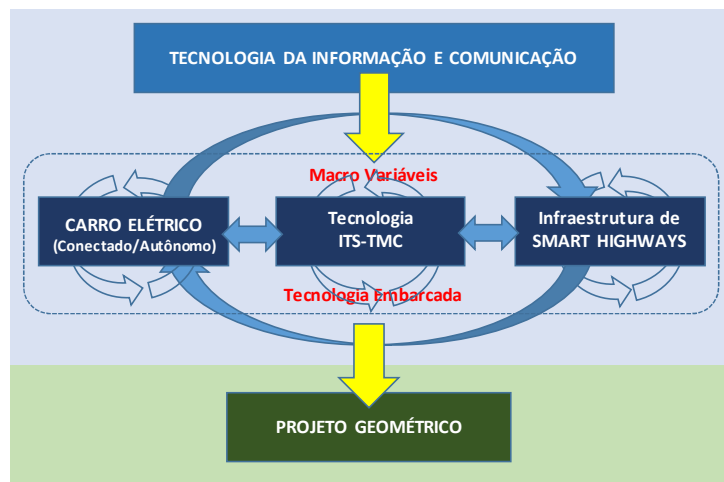 TECNOLOGIA DA INFORMAÇÃO E COMUNICAÇÃO
Macro Variáveis
CARRO ELÉTRICO
(Conectado/Autônomo)
Tecnologia
ITS-TMC
Infraestrutura de
SMART HIGHWAYS
Tecnologia Embarcada
PROJETO GEOMÉTRICO